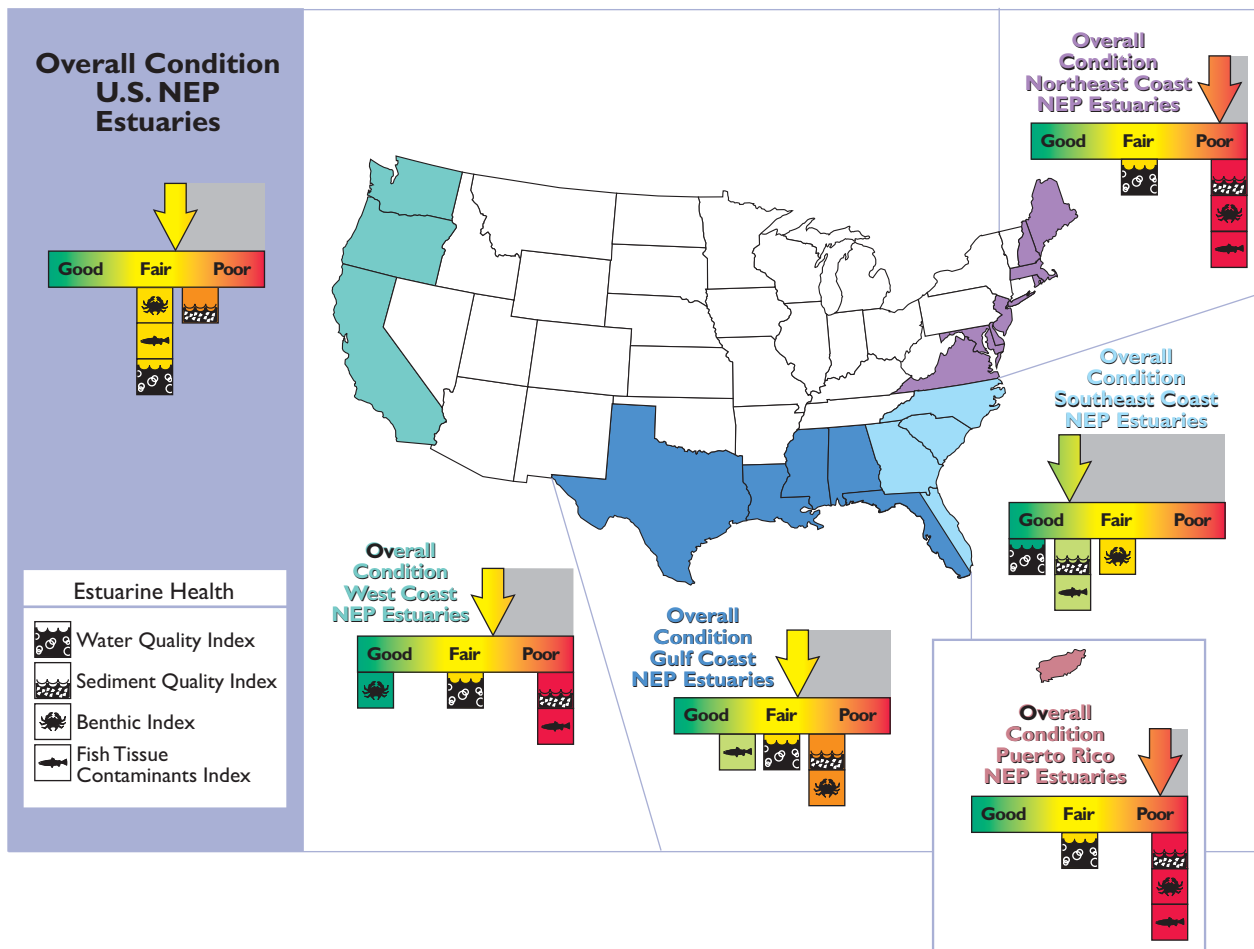 Overall Condition
U.S. NEP
Estuaries
Good Fair Poor
Estuarine Health
Water Quality Index
Sediment Quality Index
Benthic Index
Fish Tissue
Contaminants Index
Overall
Condition
Northeast Coast
NEP Estuaries
Good Fair Poor
Overall
Condition
Southeast Coast
NEP Estuaries
Good Fair Poor
Overall
Condition
West Coast
NEP Estuaries
Good Fair Poor
Overall
Condition
Gulf Coast
NEP Estuaries
Good Fair Poor
Overall
Condition
Puerto Rico
NEP Estuaries
Good Fair Poor